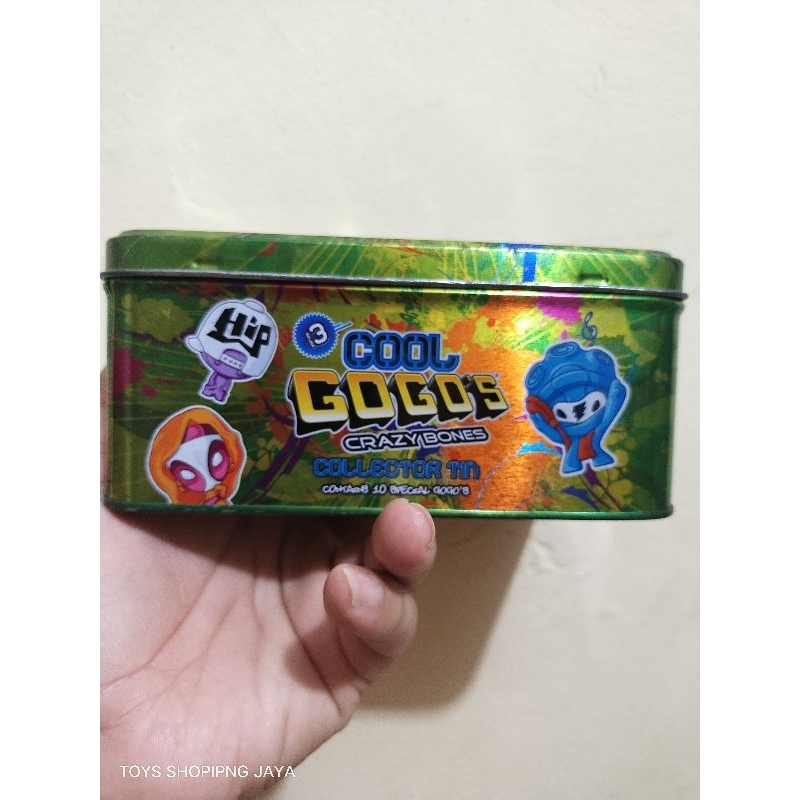 HiP
3
COOL
GOGO'S
CRAZY BONES
COLLECTOR TIN
CONTAINS 10 SPECIAL GOGO'S
TOYS SHOPIPNG JAYA